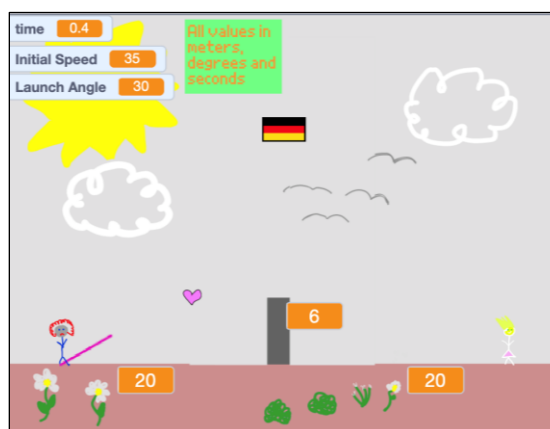 time 0.4
Initial Speed 35
Launch Angle 30
All values in
meters,
degrees and
seconds
6
20
20